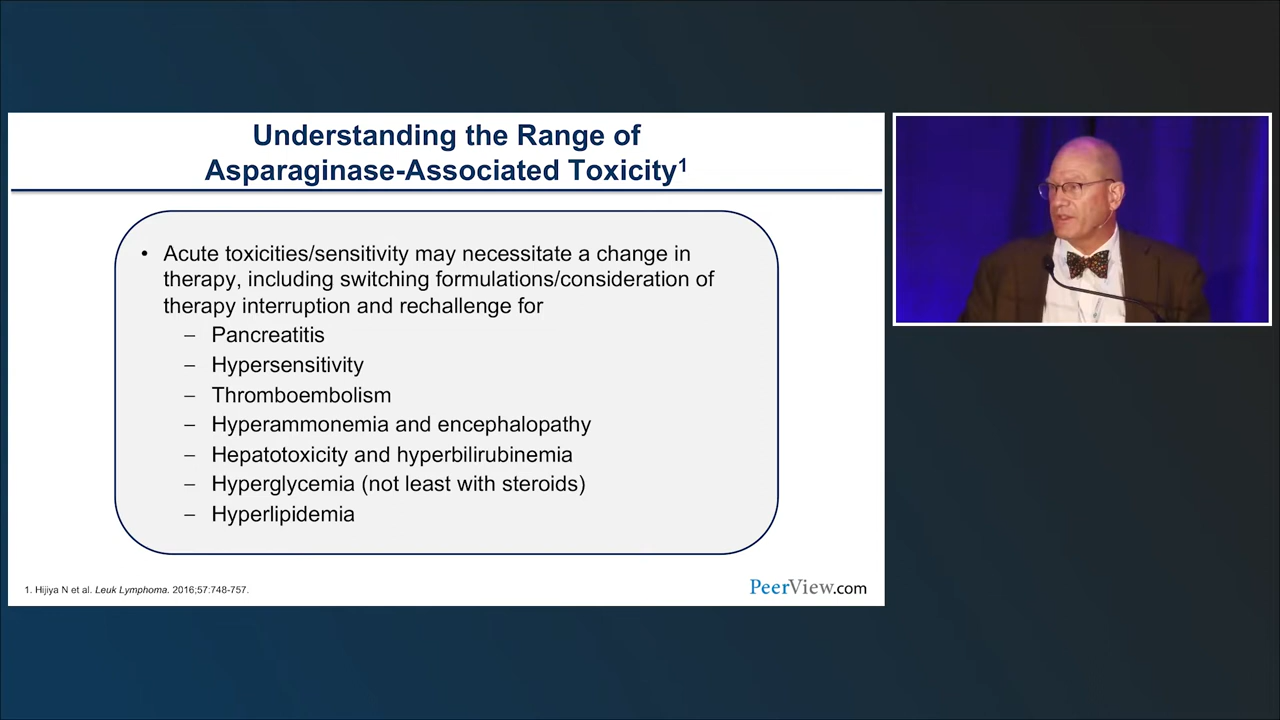 Understanding the Range of
Asparaginase-Associated Toxicity1
• Acute toxicities/sensitivity may necessitate a change in
therapy, including switching formulations/consideration of
therapy interruption and rechallenge for
– Pancreatitis
– Hypersensitivity
– Thromboembolism
– Hyperammonemia and encephalopathy
– Hepatotoxicity and hyperbilirubinemia
– Hyperglycemia (not least with steroids)
– Hyperlipidemia
1. Hijiya N et al. Leuk Lymphoma. 2016;57:748-757.
PeerView.com